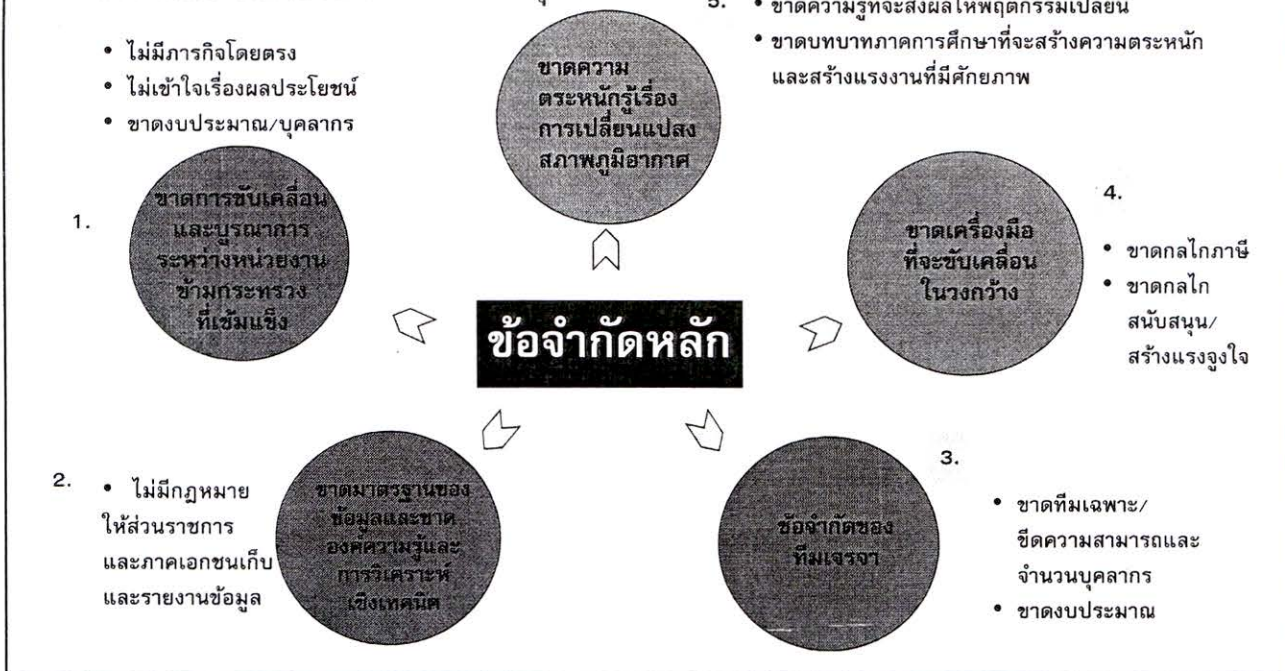 5.
• ขาดความรู้ที่จะส่งผลให้พฤติกรรมเปลี่ยน
• ขาดบทบาทภาคการศึกษาที่จะสร้างความตระหนัก
และสร้างแรงงานที่มีศักยภาพ
ขาดความ
ตระหนักรู้เรื่อง
การเปลี่ยนแปลง
สภาพภูมิอากาศ
• ไม่มีภารกิจโดยตรง
• ไม่เข้าใจเรื่องผลประโยชน์
• ขาดงบประมาณ/บุคลากร
1.
ขาดการขับเคลื่อน
และบูรณาการ
ระหว่างหน่วยงาน
ข้ามกระทรวง
ที่เข้มแข็ง
4.
ขาดเครื่องมือ
ที่จะขับเคลื่อน
ในวงกว้าง
• ขาดกลไกภาษี
• ขาดกลไก
สนับสนุน/
สร้างแรงจูงใจ
ข้อจำกัดหลัก
2.
• ไม่มีกฎหมาย
ให้ส่วนราชการ
และภาคเอกชนเก็บ
และรายงานข้อมูล
ขาดมาตรฐานของ
ข้อมูลและขาด
องค์ความรู้และ
การวิเคราะห์
เชิงเทคนิค
3.
ข้อจำกัดของ
ทีมเจรจา
• ขาดทีมเฉพาะ/
ขีดความสามารถและ
จำนวนบุคลากร
• ขาดงบประมาณ